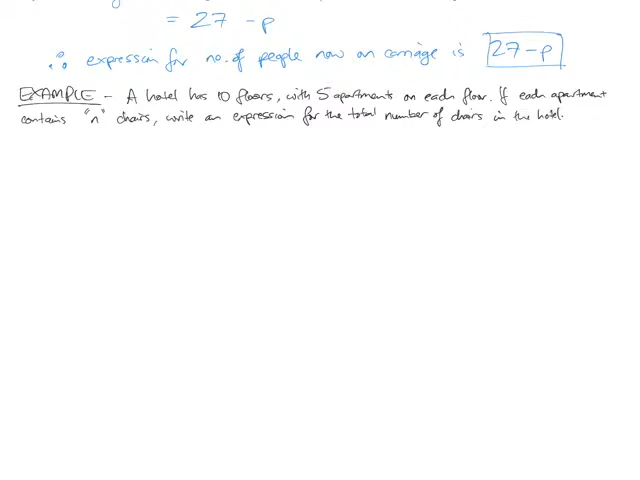 = 27 - p
∴ expression for no. of people now on carriage is 27-p
EXAMPLE - A hotel has 10 floors, with 5 apartments on each floor. If each apartment
contains "n" chairs, write an expression for the total number of chairs in the hotel.